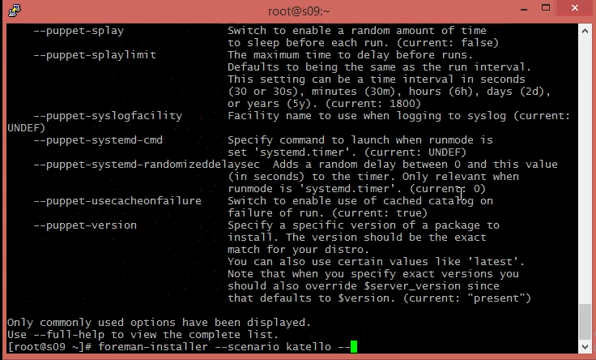 root@s09:~
--puppet-splay Switch to enable a random amount of time
to sleep before each run. (current: false)
--puppet-splaylimit The maximum time to delay before runs.
Defaults to being the same as the run interval.
This setting can be a time interval in seconds
(30 or 30s), minutes (30m), hours (6h), days (2d),
or years (5y). (current: 1800)
--puppet-syslogfacility Facility name to use when logging to syslog (current:
UNDEF)
--puppet-systemd-cmd Specify command to launch when runmode is
set 'systemd.timer'. (current: UNDEF)
--puppet-systemd-randomizeddelaysec Adds a random delay between 0 and this value
(in seconds) to the timer. Only relevant when
runmode is 'systemd.timer'. (current: 0)
--puppet-usecacheonfailure Switch to enable use of cached catalog on
failure of run. (current: true)
--puppet-version Specify a specific version of a package to
install. The version should be the exact
match for your distro.
You can also use certain values like 'latest'.
Note that when you specify exact versions you
should also override $server_version since
that defaults to $version. (current: "present")
Only commonly used options have been displayed.
Use --full-help to view the complete list.
[root@s09 ~]# foreman-installer --scenario katello --